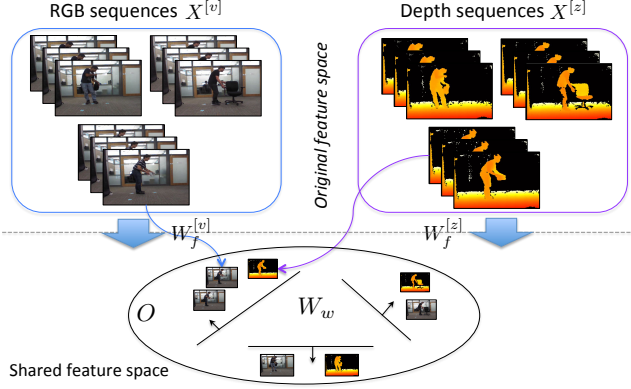 RGB sequences X^{[v]}
Depth sequences X^{[z]}
Original feature space
W_f^{[v]}
W_f^{[z]}
O
W_w
Shared feature space